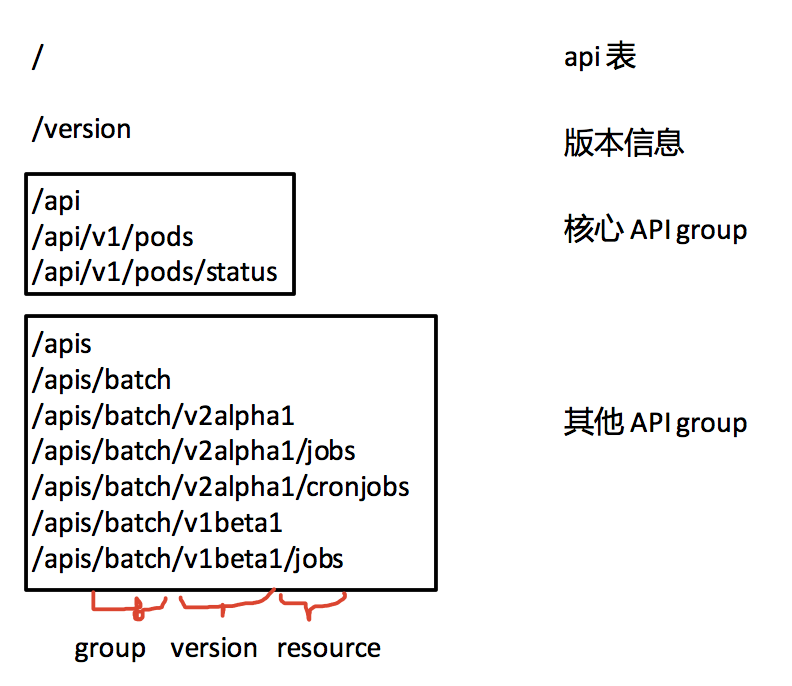 / api 表
/version 版本信息
/api
/api/v1/pods 核心 API group
/api/v1/pods/status
/apis
/apis/batch
/apis/batch/v2alpha1 其他 API group
/apis/batch/v2alpha1/jobs
/apis/batch/v2alpha1/cronjobs
/apis/batch/v1beta1
/apis/batch/v1beta1/jobs
group version resource